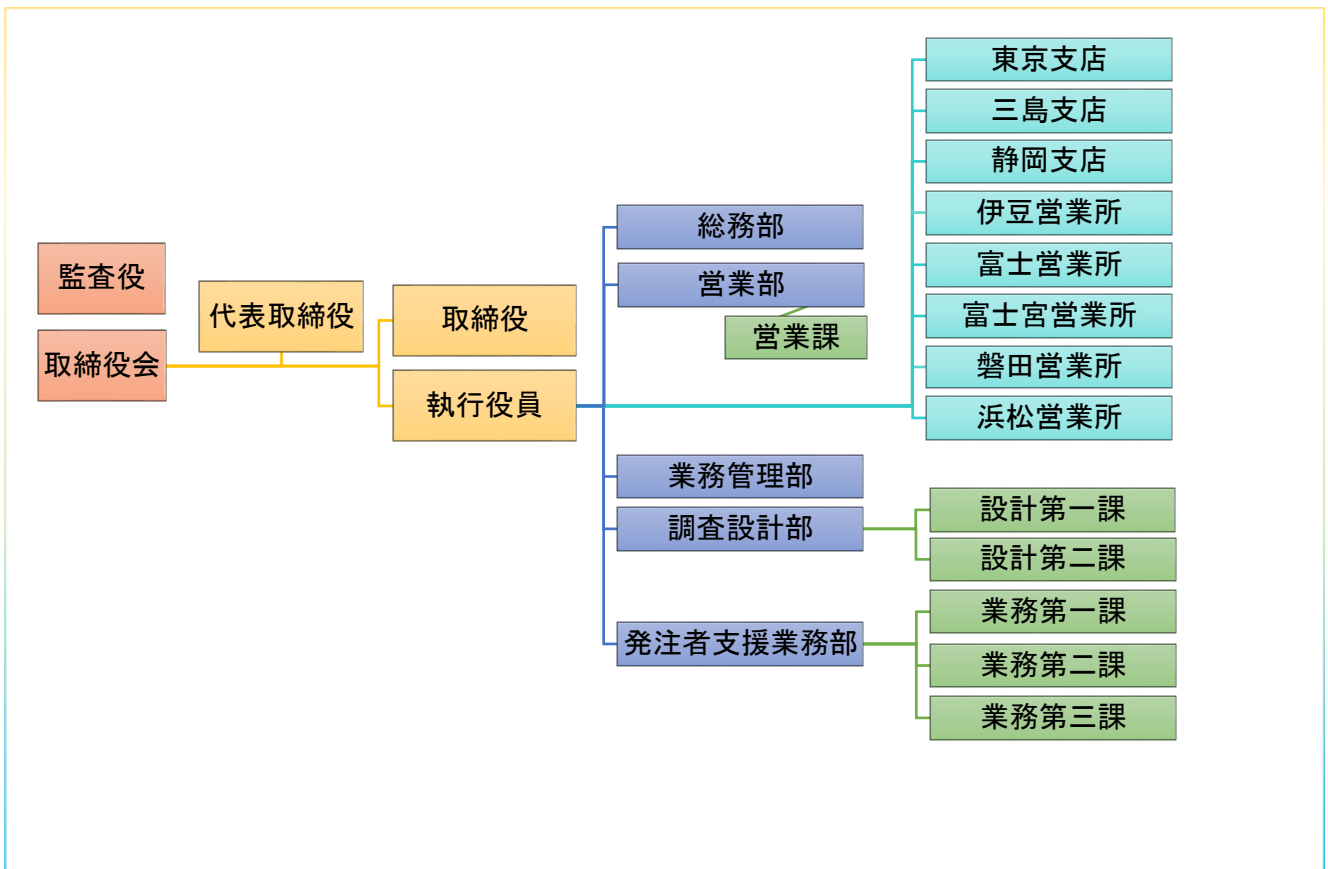 監査役
取締役会
代表取締役
取締役
執行役員
総務部
営業部
営業課
業務管理部
調査設計部
発注者支援業務部
東京支店
三島支店
静岡支店
伊豆営業所
富士営業所
富士宮営業所
磐田営業所
浜松営業所
設計第一課
設計第二課
業務第一課
業務第二課
業務第三課